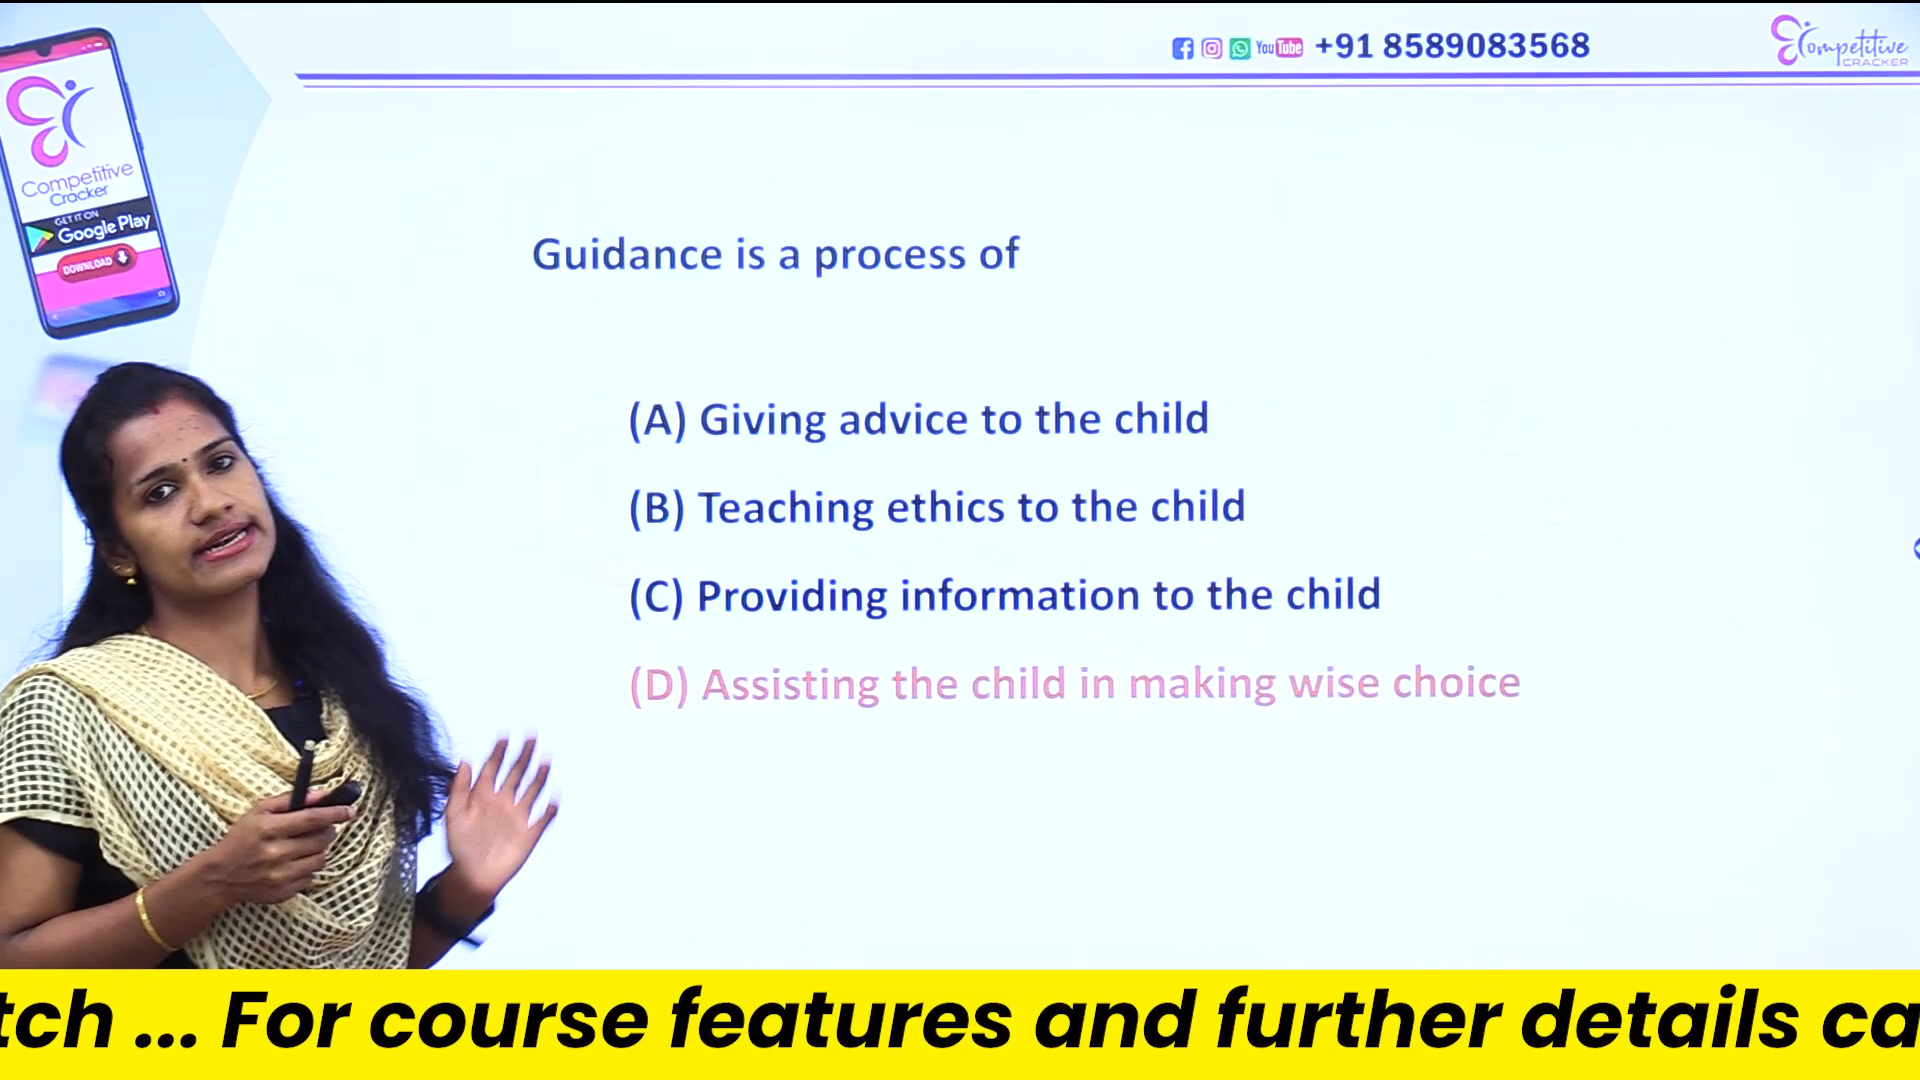 +91 8589083568
YouTube
Competitive
CRACKER
Competitive
Cracker
GET IT ON
Google Play
DOWNLOAD
Guidance is a process of
(A) Giving advice to the child
(B) Teaching ethics to the child
(C) Providing information to the child
(D) Assisting the child in making wise choice
tch ... For course features and further details ca